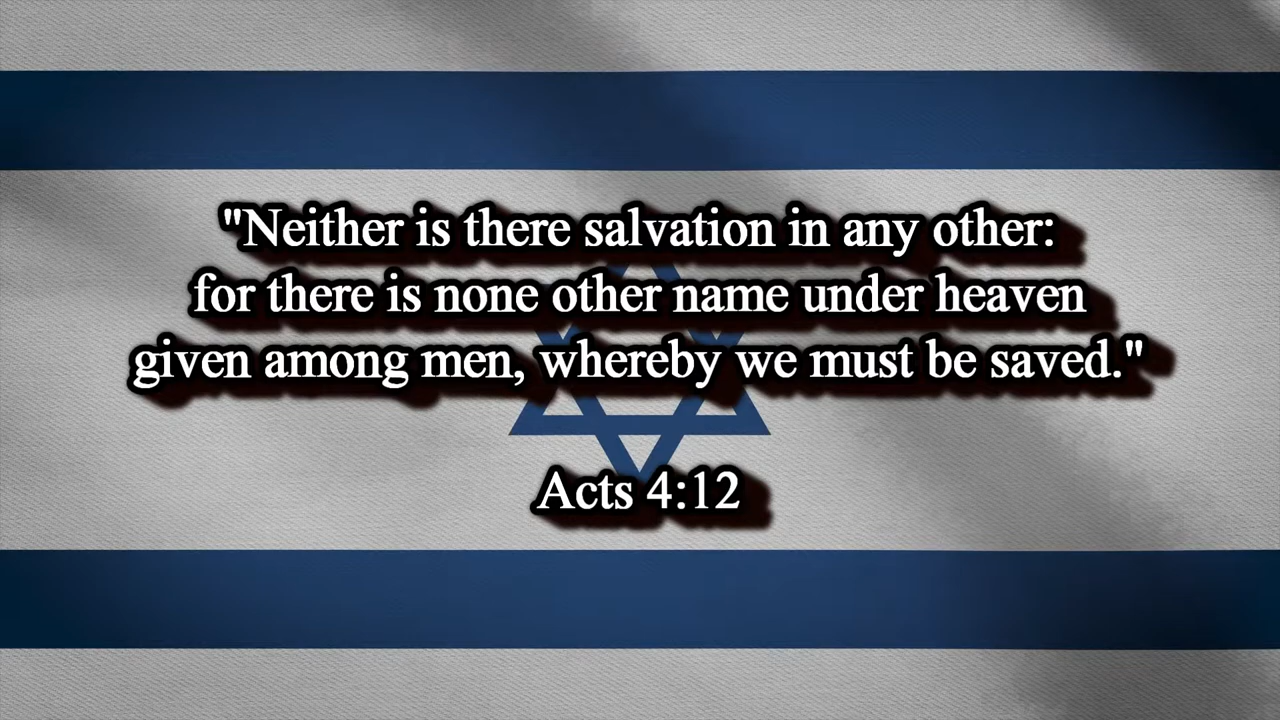 "Neither is there salvation in any other:
for there is none other name under heaven
given among men, whereby we must be saved."
Acts 4:12